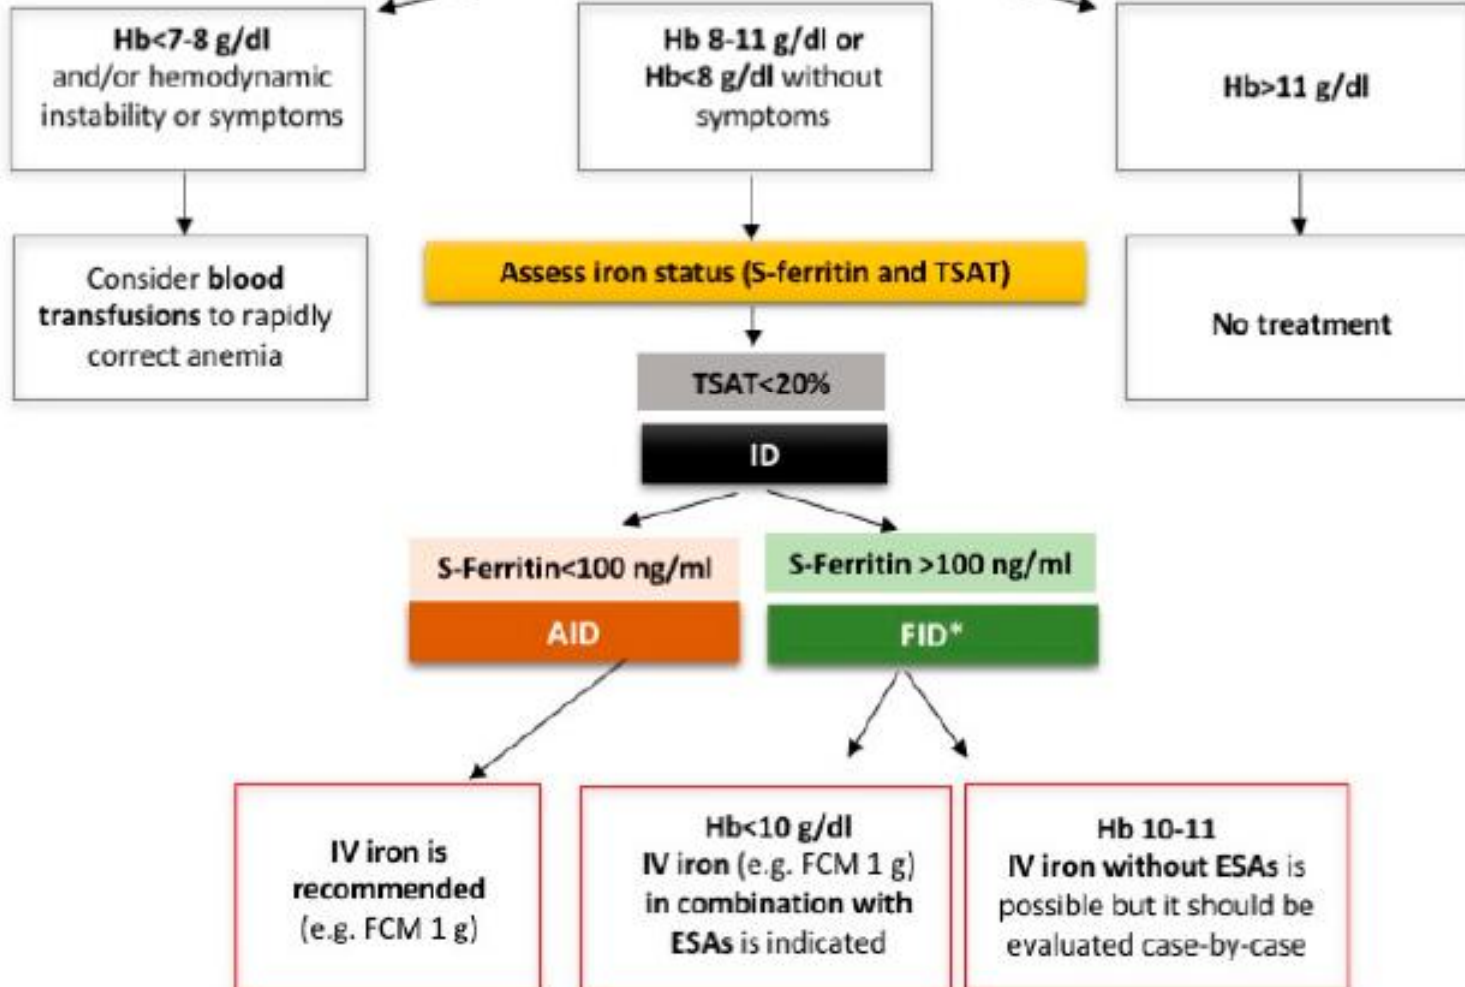 Hb<7-8 g/dl
and/or hemodynamic
instability or symptoms
Hb 8-11 g/dl or
Hb<8 g/dl without
symptoms
Hb>11 g/dl
Consider blood
transfusions to rapidly
correct anemia
Assess iron status (S-ferritin and TSAT)
No treatment
TSAT<20%
ID
S-Ferritin<100 ng/ml
S-Ferritin >100 ng/ml
AID
FID*
IV iron is
recommended
(e.g. FCM 1 g)
Hb<10 g/dl
IV iron (e.g. FCM 1 g)
in combination with
ESAs is indicated
Hb 10-11
IV iron without ESAs is
possible but it should be
evaluated case-by-case